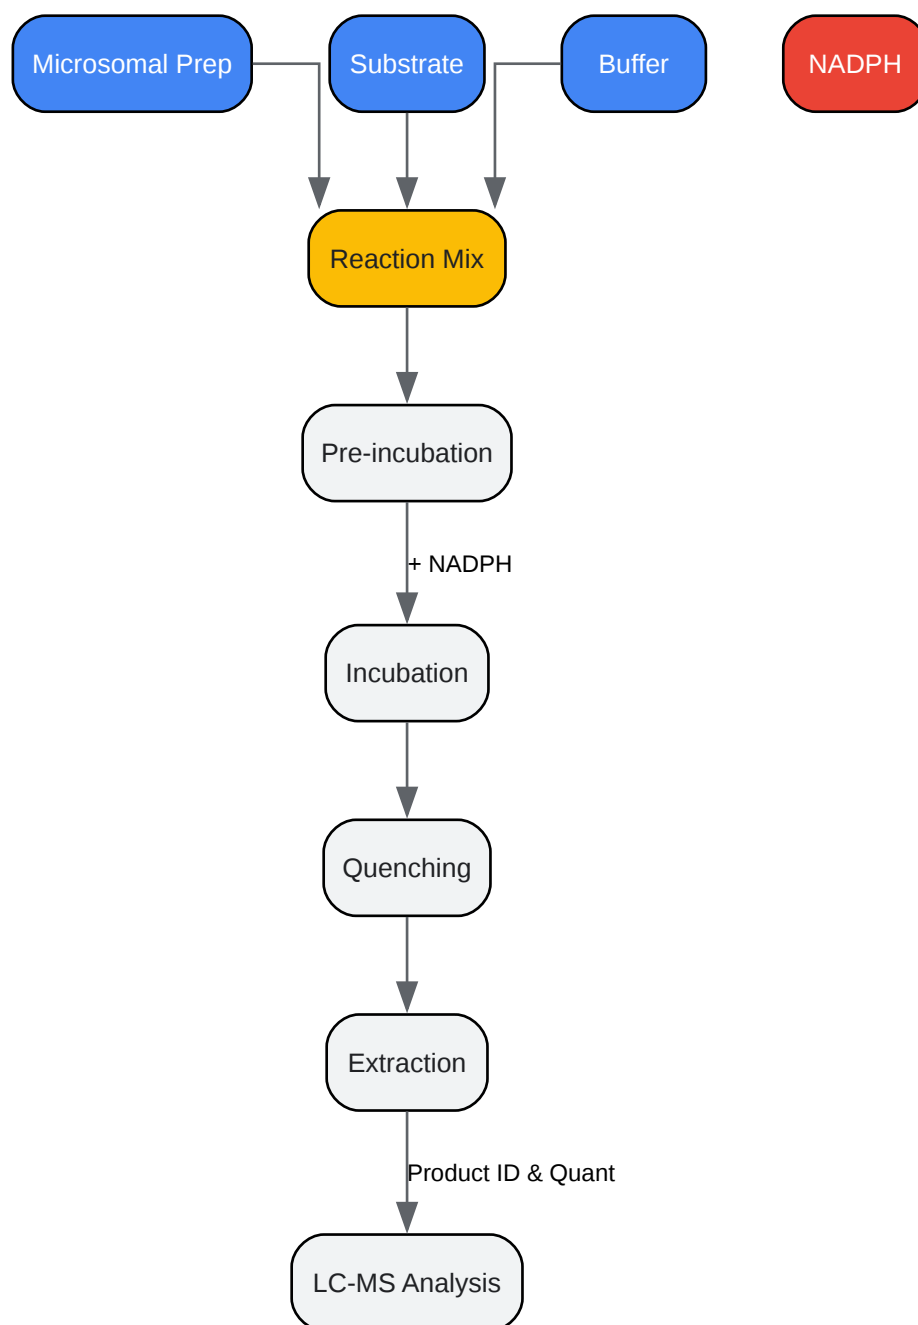 Microsomal Prep
Substrate
Buffer
NADPH
Reaction Mix
Pre-incubation
+ NADPH
Incubation
Quenching
Extraction
Product ID & Quant
LC-MS Analysis